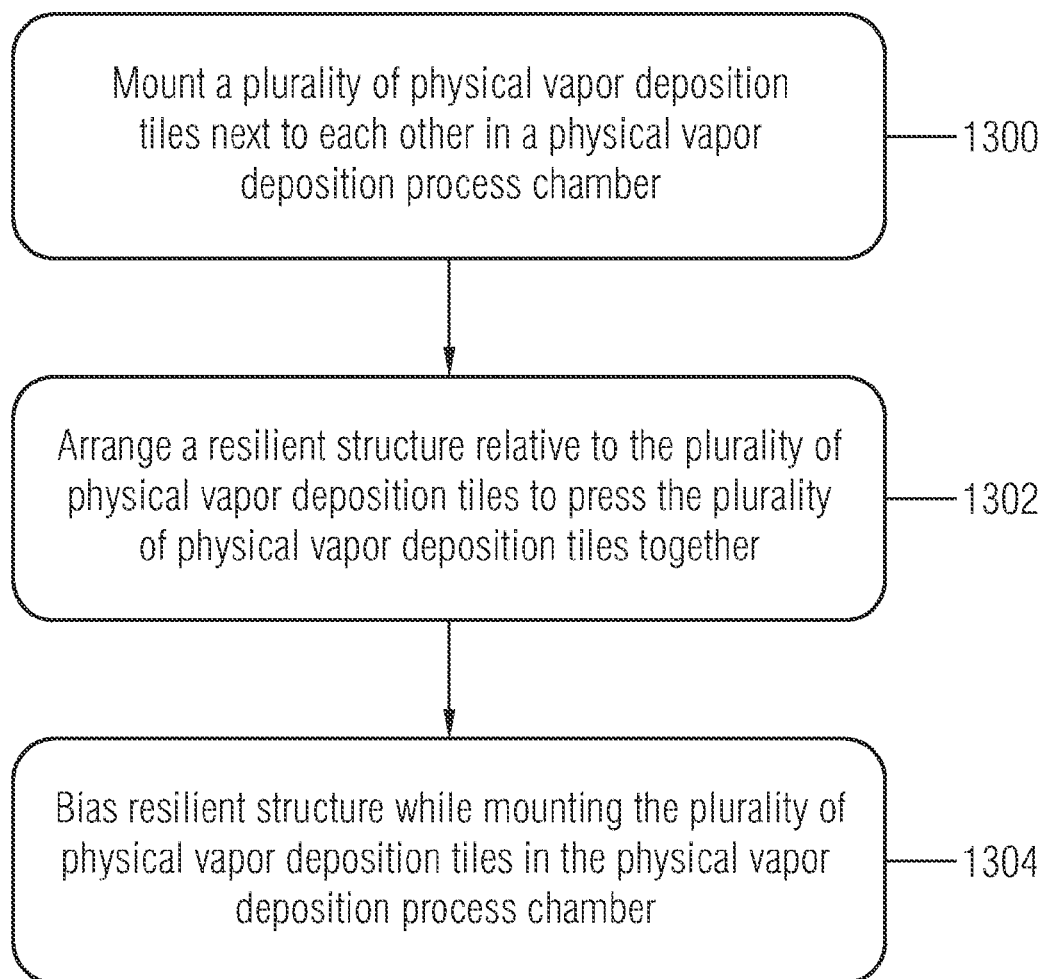 Mount a plurality of physical vapor deposition
tiles next to each other in a physical vapor
deposition process chamber
1300
Arrange a resilient structure relative to the plurality of
physical vapor deposition tiles to press the plurality
of physical vapor deposition tiles together
1302
Bias resilient structure while mounting the plurality of
physical vapor deposition tiles in the physical vapor
deposition process chamber
1304